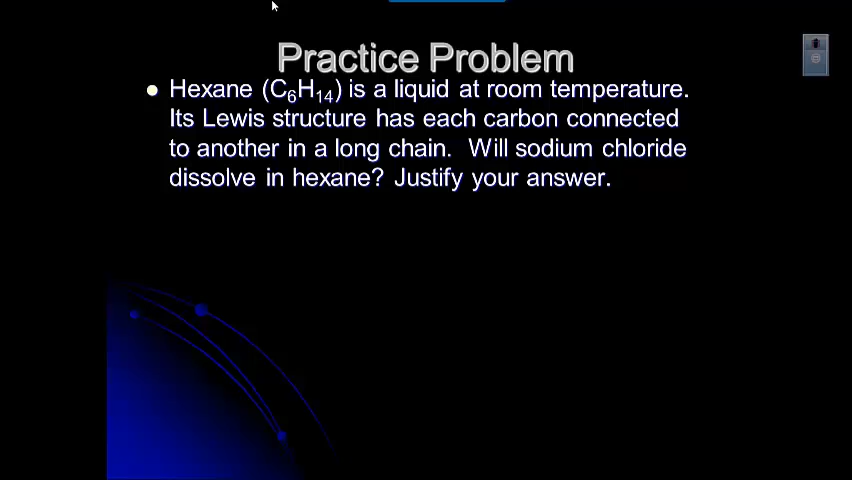 Practice Problem
Hexane (C₆H₁₄) is a liquid at room temperature.
Its Lewis structure has each carbon connected
to another in a long chain.  Will sodium chloride
dissolve in hexane?  Justify your answer.